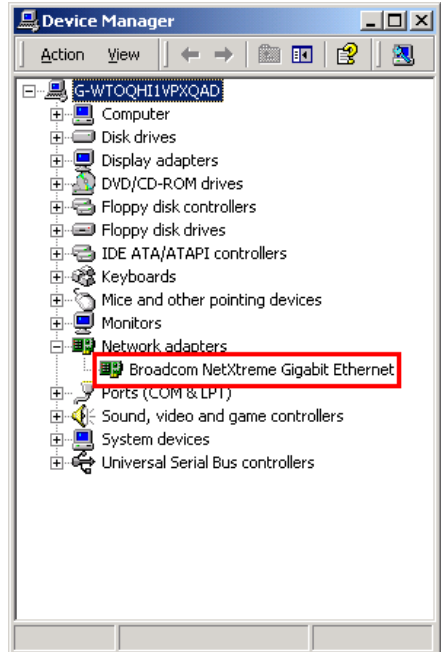 Device Manager
Action View
G-WTOQHI1VPXQAD
Computer
Disk drives
Display adapters
DVD/CD-ROM drives
Floppy disk controllers
Floppy disk drives
IDE ATA/ATAPI controllers
Keyboards
Mice and other pointing devices
Monitors
Network adapters
Broadcom NetXtreme Gigabit Ethernet
Ports (COM & LPT)
Sound, video and game controllers
System devices
Universal Serial Bus controllers